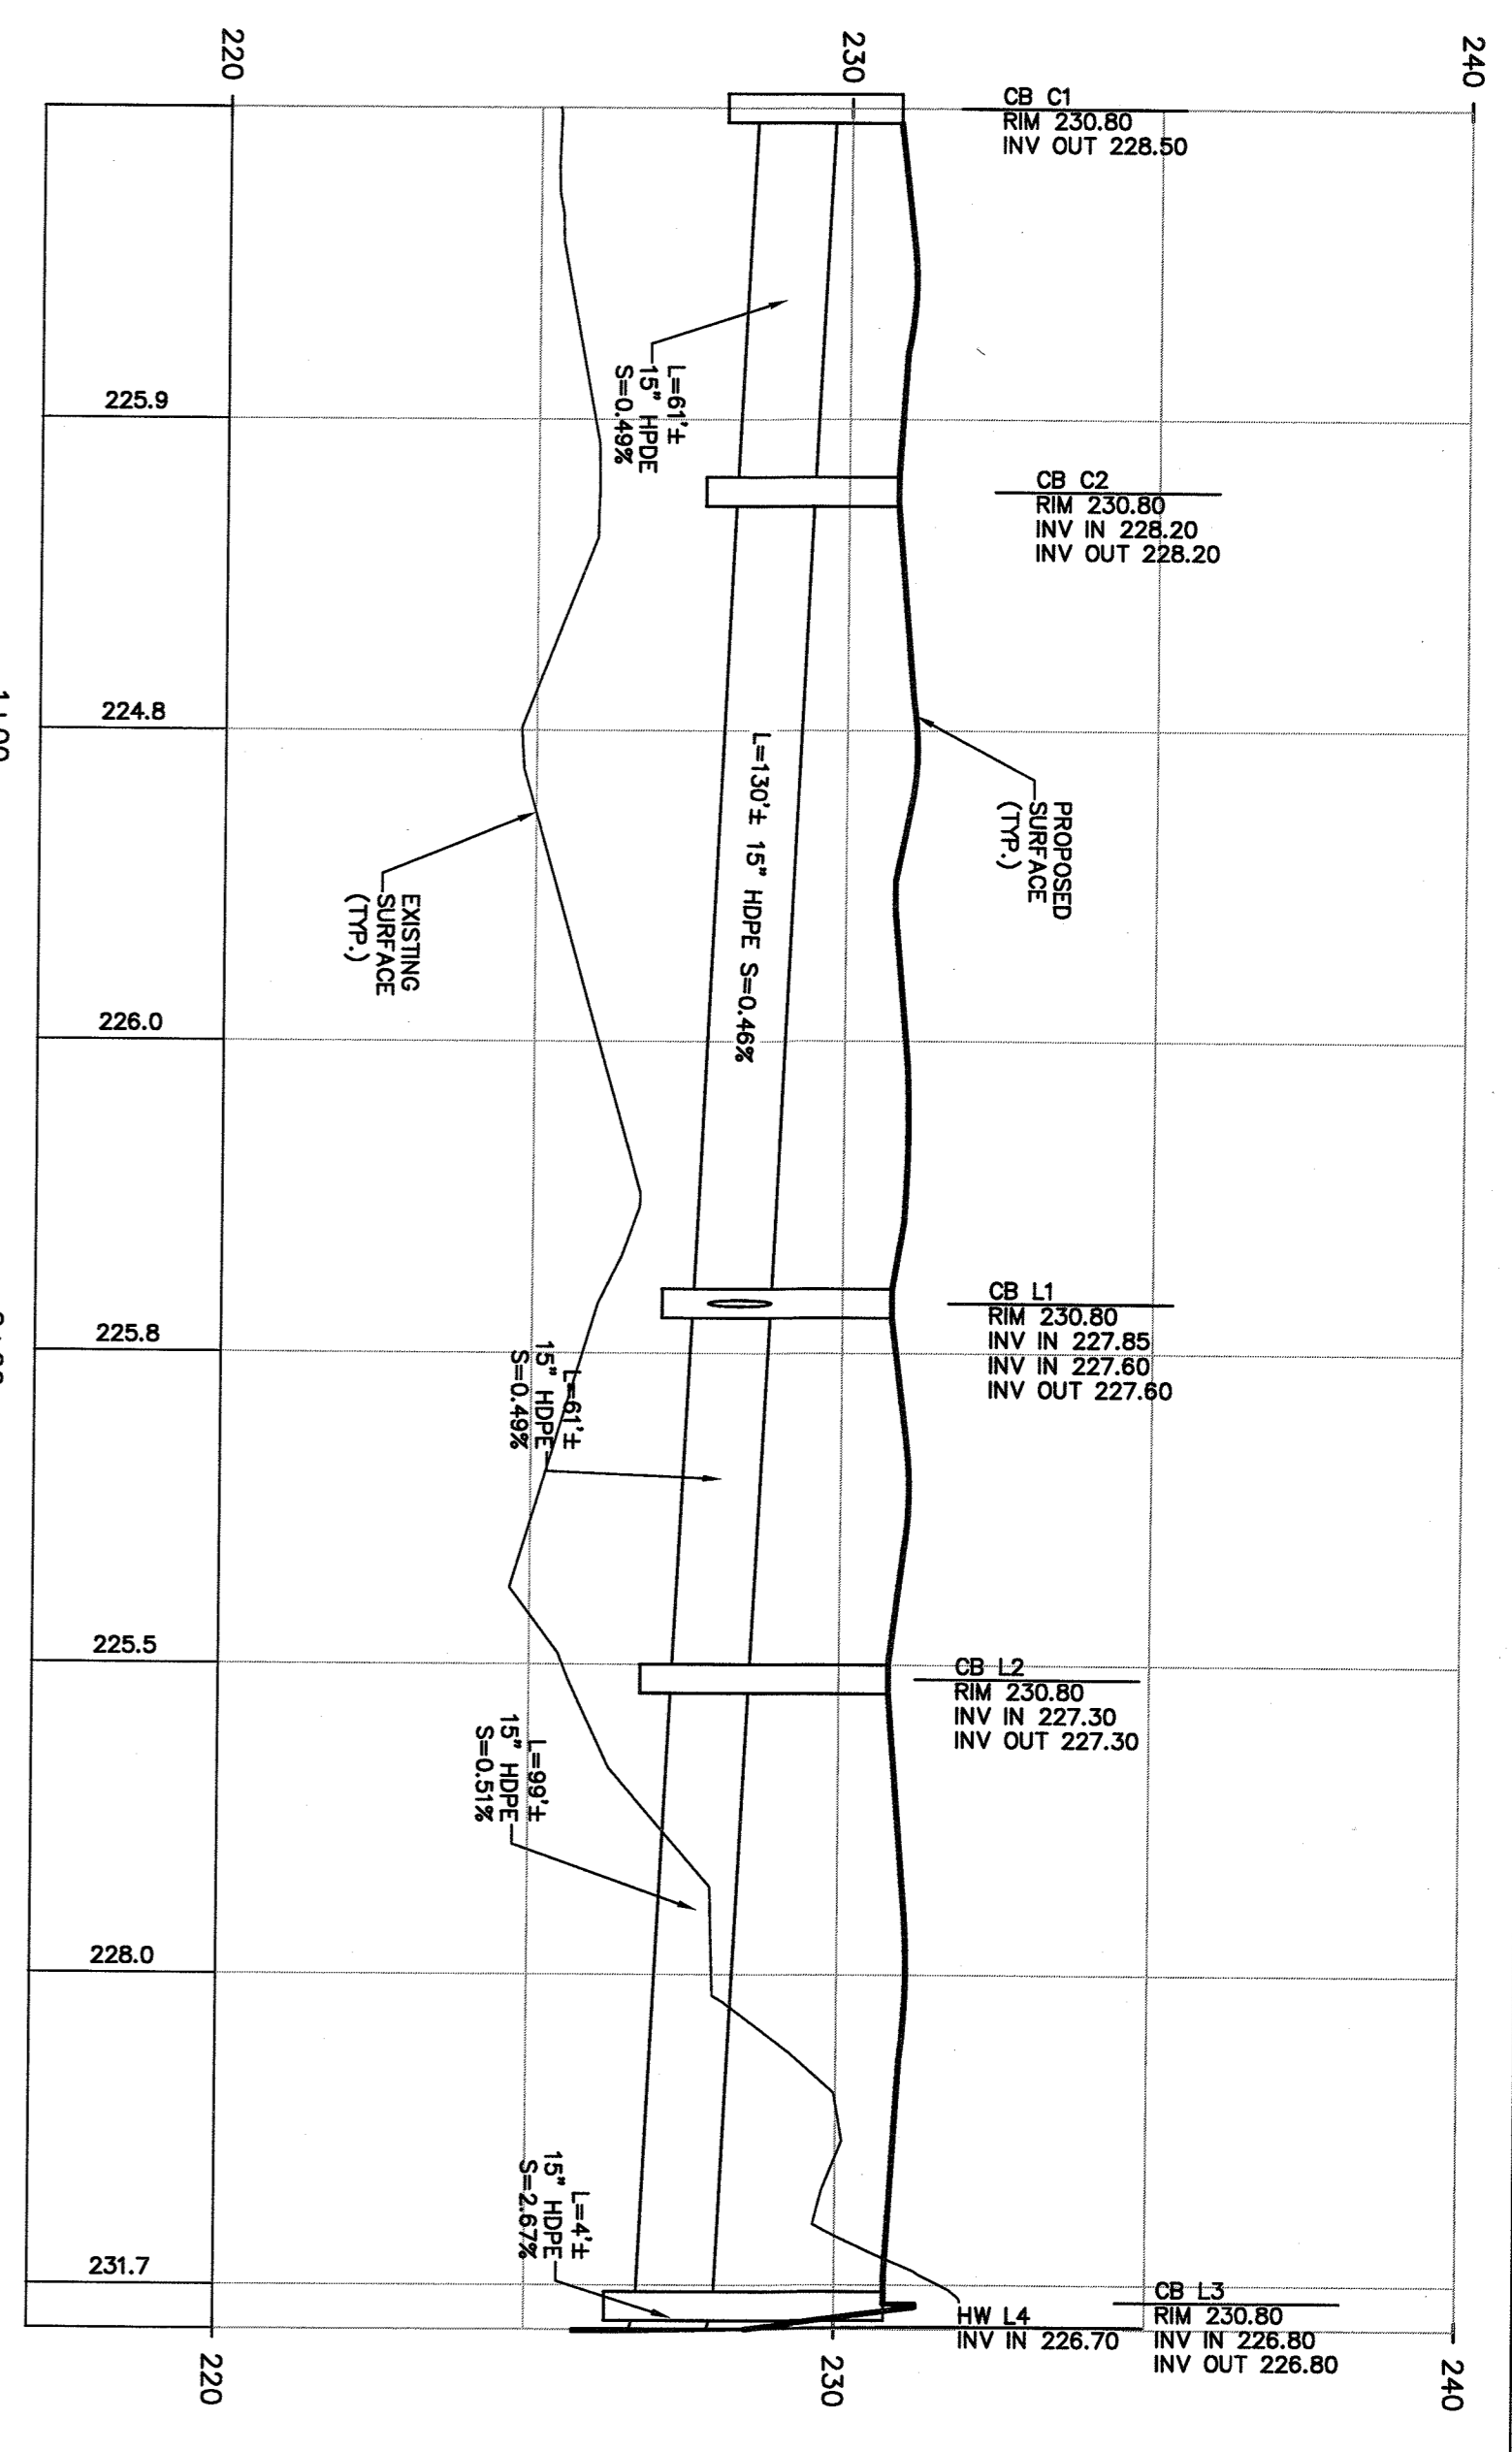 220
230
240
CB C1
RIM 230.80
INV OUT 228.50
L=61'±
15" HPDE
S=0.49%
225.9
CB C2
RIM 230.80
INV IN 228.20
INV OUT 228.20
224.8
L=130'± 15" HDPE S=0.46%
PROPOSED
SURFACE
(TYP.)
EXISTING
SURFACE
(TYP.)
226.0
CB L1
RIM 230.80
INV IN 227.85
INV IN 227.60
INV OUT 227.60
225.8
L=61'±
15" HDPE
S=0.49%
225.5
CB L2
RIM 230.80
INV IN 227.30
INV OUT 227.30
L=99'±
15" HDPE
S=0.51%
228.0
L=4'±
15" HDPE
S=2.67%
231.7
HW L4
INV IN 226.70
CB L3
RIM 230.80
INV IN 226.80
INV OUT 226.80
220
230
240